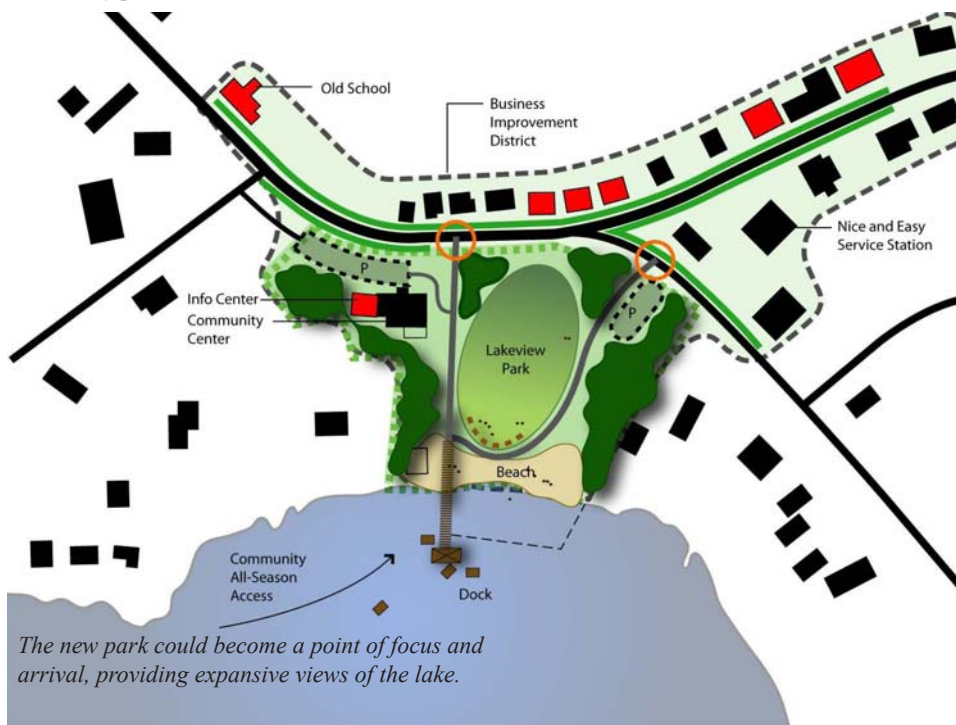 Old School
Business
Improvement
District
Nice and Easy
Service Station
P
Info Center
Community
Center
P
Lakeview
Park
Beach
Community
All-Season
Access
Dock
The new park could become a point of focus and
arrival, providing expansive views of the lake.